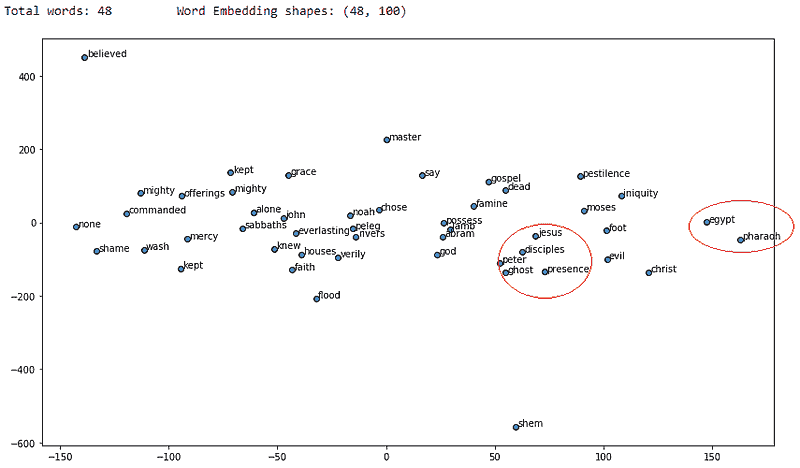 Total words: 48 Word Embedding shapes: (48, 100)
believed
400
master
200
kept
grace
say
gospel
pestilence
dead
mighty
offerings
mighty
iniquity
famine
commanded
alone
john
noah
chose
moses
none
sabbaths
everlasting
peleg
rivers
possess
lamb
abram
jesus
foot
egypt
0
mercy
pharaoh
shame
wash
knew
houses
verily
god
disciples
peter
evil
kept
faith
ghost
presence
christ
flood
-200
-400
shem
-600
-150
-100
-50
0
50
100
150